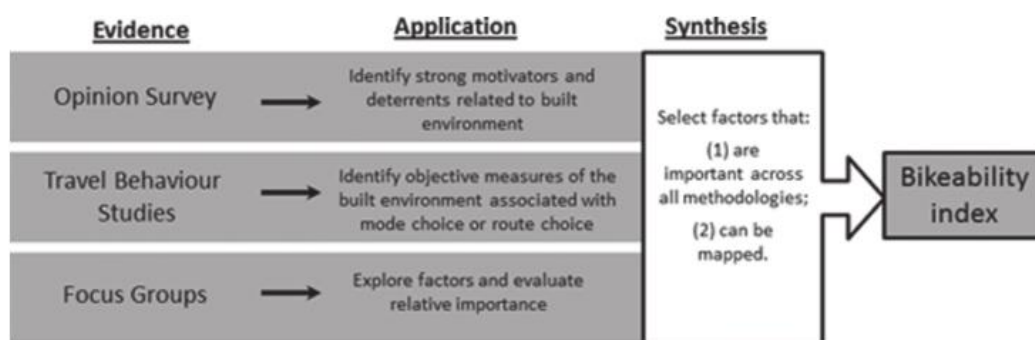 Evidence
Application
Synthesis
Opinion Survey
Identify strong motivators and
deterrents related to built
environment
Travel Behaviour
Studies
Identify objective measures of the
built environment associated with
mode choice or route choice
Focus Groups
Explore factors and evaluate
relative importance
Select factors that:
(1) are
important across
all methodologies;
(2) can be
mapped.
Bikeability
index